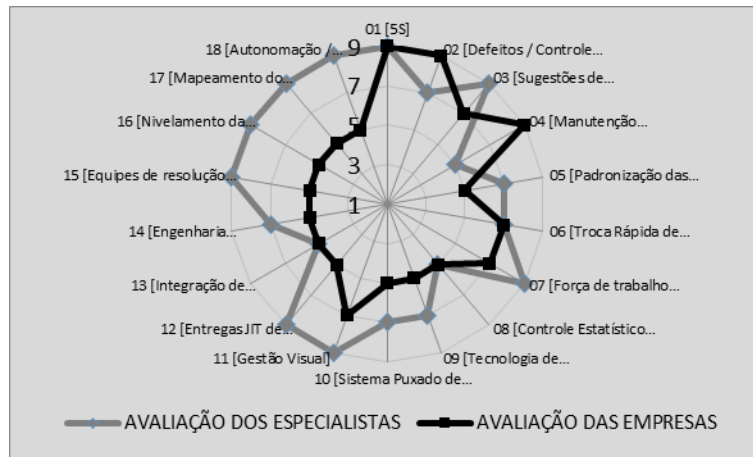 01 [5S]
02 [Defeitos / Controle...
03 [Sugestões de...
04 [Manutenção...
05 [Padronização das...
06 [Troca Rápida de...
07 [Força de trabalho...
08 [Controle Estatístico...
09 [Tecnologia de...
10 [Sistema Puxado de...
11 [Gestão Visual]
12 [Entregas JIT de...
13 [Integração de...
14 [Engenharia...
15 [Equipes de resolução...
16 [Nivelamento da...
17 [Mapeamento do...
18 [Autonomação /...
9
7
5
3
1
AVALIAÇÃO DOS ESPECIALISTAS
AVALIAÇÃO DAS EMPRESAS